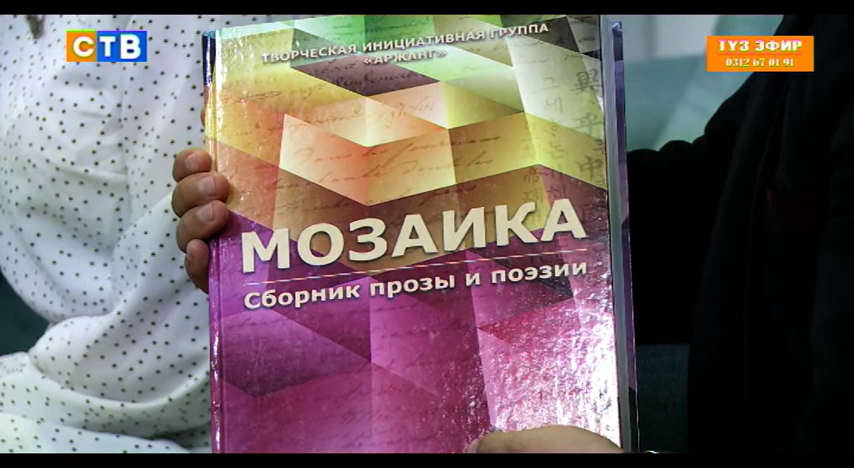 СТВ
ТҮЗ ЭФИР
0312 67 01 91
ТВОРЧЕСКАЯ ИНИЦИАТИВНАЯ ГРУППА
«АРЖАНГ»
МОЗАИКА
Сборник прозы и поэзии